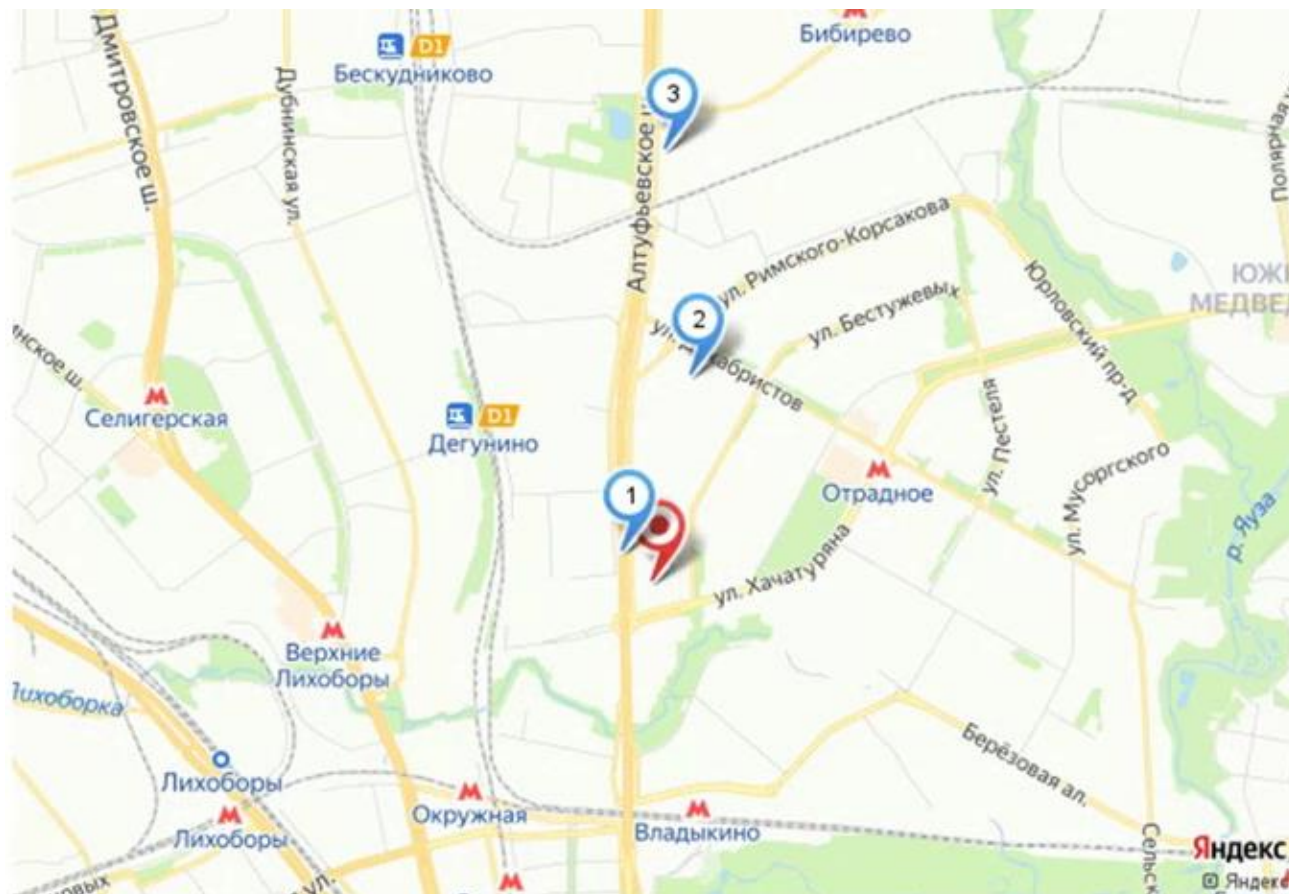 Бибирево
D1
Бескудниково
3
Дмитровское ш.
Дубнинская ул.
Алтуфьевское
Полярная
ул. Римского-Корсакова
Юрловский пр-д
ул. Бестужевых
2
D1
Дегунино
Селигерская
ул. Пестеля
ул. Мусоргского
Отрадное
1
р. Яуза
ул. Хачатуряна
Верхние
Лихоборы
Лихоборка
Лихоборы
Лихоборы
Окружная
Владыкино
Берёзовая ал.
Яндекс